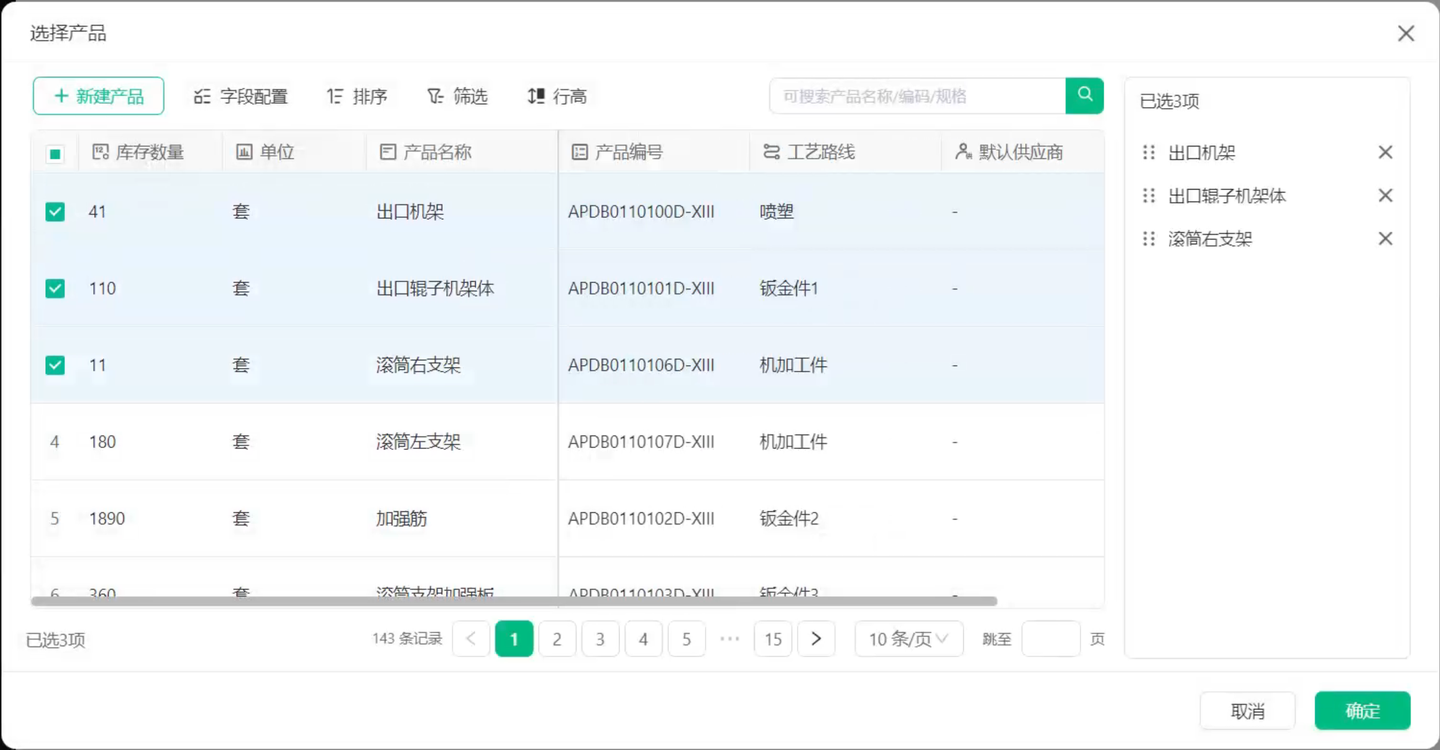 选择产品
新建产品 字段配置 排序 筛选 行高 可搜索产品名称/编码/规格
库存数量 单位 产品名称 产品编号 工艺路线 默认供应商
41 套 出口机架 APDB0110100D-XIII 喷塑 -
110 套 出口辊子机架体 APDB0110101D-XIII 钣金件1 -
11 套 滚筒右支架 APDB0110106D-XIII 机加工件 -
4 180 套 滚筒左支架 APDB0110107D-XIII 机加工件 -
5 1890 套 加强筋 APDB0110102D-XIII 钣金件2 -
6 360 套 滚筒支架加强板 APDB0110103D-XIII 钣金件3 -
已选3项 143 条记录 1 2 3 4 5 ··· 15 10 条/页 跳至 页
已选3项
出口机架
出口辊子机架体
滚筒右支架
取消 确定